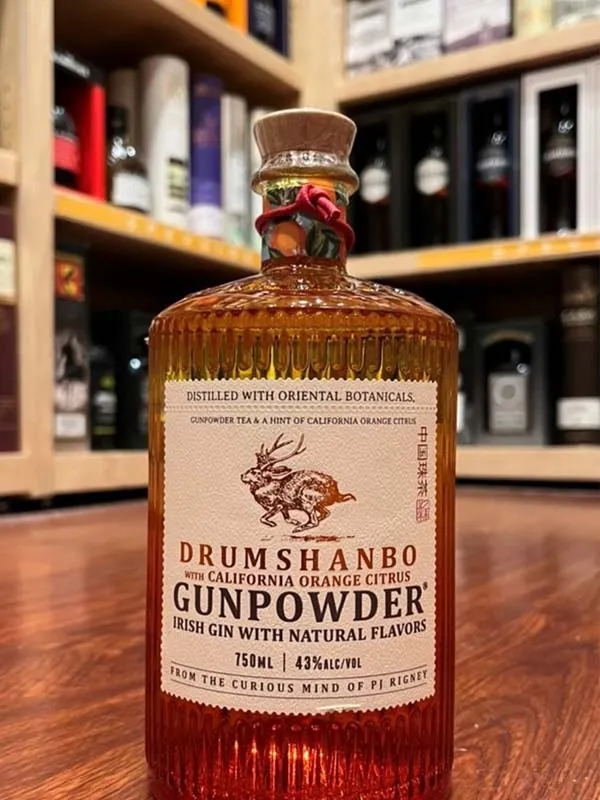 DISTILLED WITH ORIENTAL BOTANICALS,
GUNPOWDER TEA & A HINT OF CALIFORNIA ORANGE CITRUS
中国珠茶
DRUMSHANBO
WITH CALIFORNIA ORANGE CITRUS
GUNPOWDER®
IRISH GIN WITH NATURAL FLAVORS
750ML | 43%ALC/VOL
FROM THE CURIOUS MIND OF PJ RIGNEY